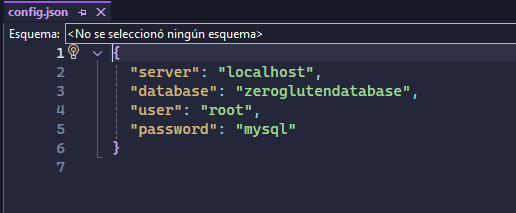 config.json
Esquema: <No se seleccionó ningún esquema>
1 {
2 "server": "localhost",
3 "database": "zeroglutendatabase",
4 "user": "root",
5 "password": "mysql"
6 }
7